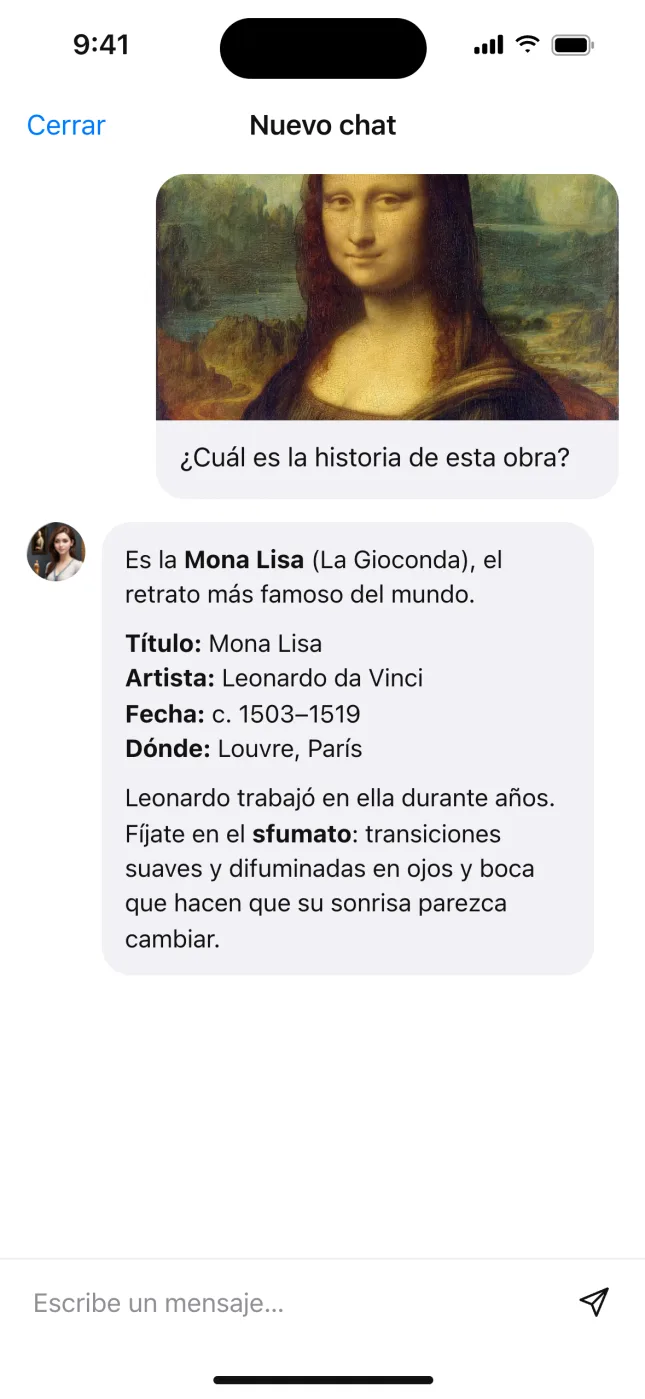 9:41
Cerrar
Nuevo chat
¿Cuál es la historia de esta obra?
Es la Mona Lisa (La Gioconda), el
retrato más famoso del mundo.
Título: Mona Lisa
Artista: Leonardo da Vinci
Fecha: c. 1503–1519
Dónde: Louvre, París
Leonardo trabajó en ella durante años.
Fíjate en el sfumato: transiciones
suaves y difuminadas en ojos y boca
que hacen que su sonrisa parezca
cambiar.
Escribe un mensaje...